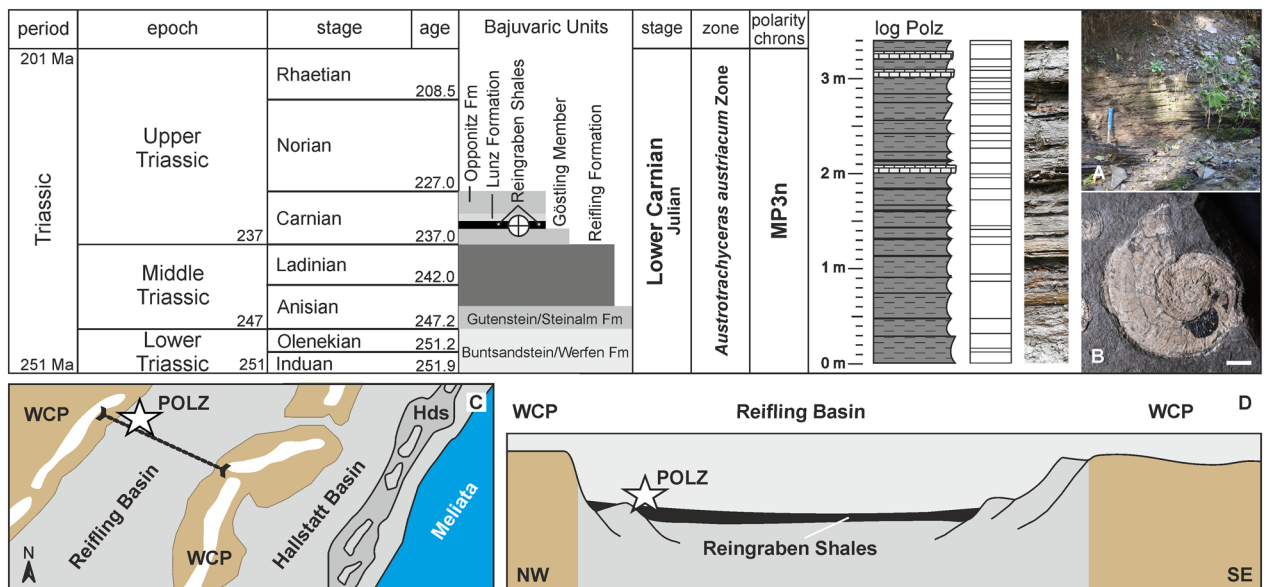 period
epoch
stage
age
Bajuvaric Units
stage
zone
polarity
chrons
log Polz
201 Ma
Triassic
251 Ma
Upper
Triassic
237
Middle
Triassic
247
Lower
Triassic
251
Rhaetian
208.5
Norian
227.0
Carnian
237.0
Ladinian
242.0
Anisian
247.2
Olenekian
251.2
Induan
251.9
Opponitz Fm
Lunz Formation
Reingraben Shales
Göstling Member
Reifling Formation
Gutenstein/Steinalm Fm
Buntsandstein/Werfen Fm
Lower Carnian
Julian
Austrotrachyceras austriacum Zone
MP3n
3 m
2 m
1 m
0 m
A
B
WCP
POLZ
C
Hds
Reifling Basin
Hallstatt Basin
Meliata
WCP
N
WCP
Reifling Basin
WCP
D
POLZ
Reingraben Shales
NW
SE